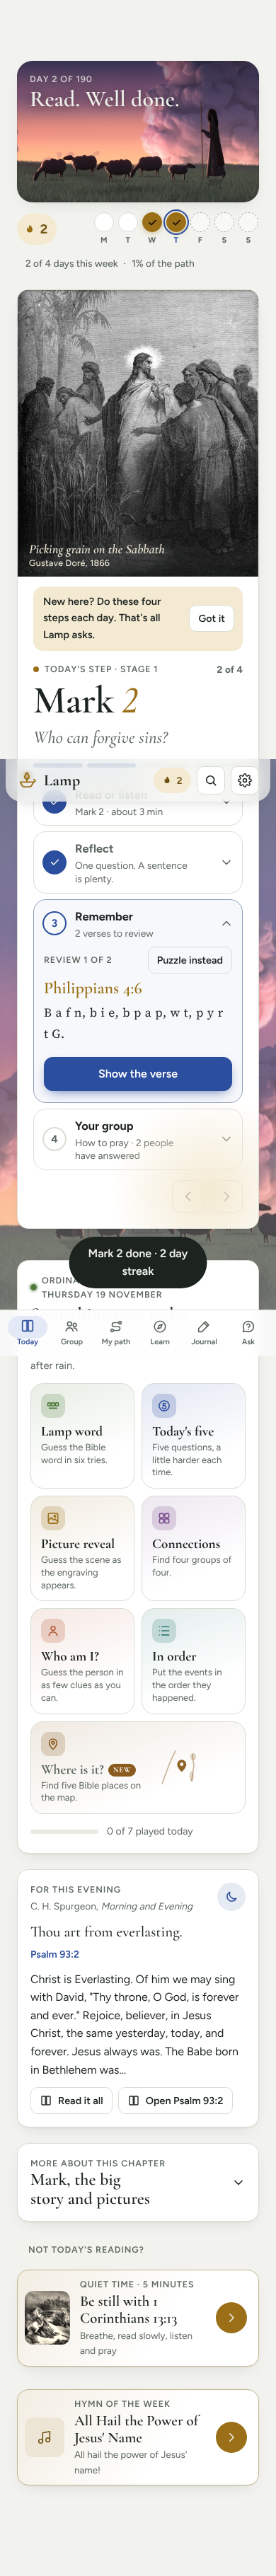 DAY 2 OF 190
Read. Well done.
2
M T W T F S S
2 of 4 days this week · 1% of the path
Picking grain on the Sabbath
Gustave Doré, 1866
New here? Do these four
steps each day. That's all
Lamp asks.
Got it
TODAY'S STEP · STAGE 1
2 of 4
Mark 2
Who can forgive sins?
Lamp
2
Read or listen
Mark 2 · about 3 min
Reflect
One question. A sentence
is plenty.
3
Remember
2 verses to review
REVIEW 1 OF 2
Puzzle instead
Philippians 4:6
B a f n, b i e, b p a p, w t, p y r
t G.
Show the verse
4
Your group
How to pray · 2 people
have answered
Mark 2 done · 2 day
streak
THURSDAY 19 NOVEMBER
Today
Group
My path
Learn
Journal
Ask
after rain.
Lamp word
Guess the Bible
word in six tries.
Today's five
Five questions, a
little harder each
time.
Picture reveal
Guess the scene as
the engraving
appears.
Connections
Find four groups of
four.
Who am I?
Guess the person in
as few clues as you
can.
In order
Put the events in
the order they
happened.
Where is it? NEW
Find five Bible places on
the map.
0 of 7 played today
FOR THIS EVENING
C. H. Spurgeon, Morning and Evening
Thou art from everlasting.
Psalm 93:2
Christ is Everlasting. Of him we may sing
with David, "Thy throne, O God, is forever
and ever." Rejoice, believer, in Jesus
Christ, the same yesterday, today, and
forever. Jesus always was. The Babe born
in Bethlehem was...
Read it all
Open Psalm 93:2
MORE ABOUT THIS CHAPTER
Mark, the big
story and pictures
NOT TODAY'S READING?
QUIET TIME · 5 MINUTES
Be still with 1
Corinthians 13:13
Breathe, read slowly, listen
and pray
HYMN OF THE WEEK
All Hail the Power of
Jesus' Name
All hail the power of Jesus'
name!